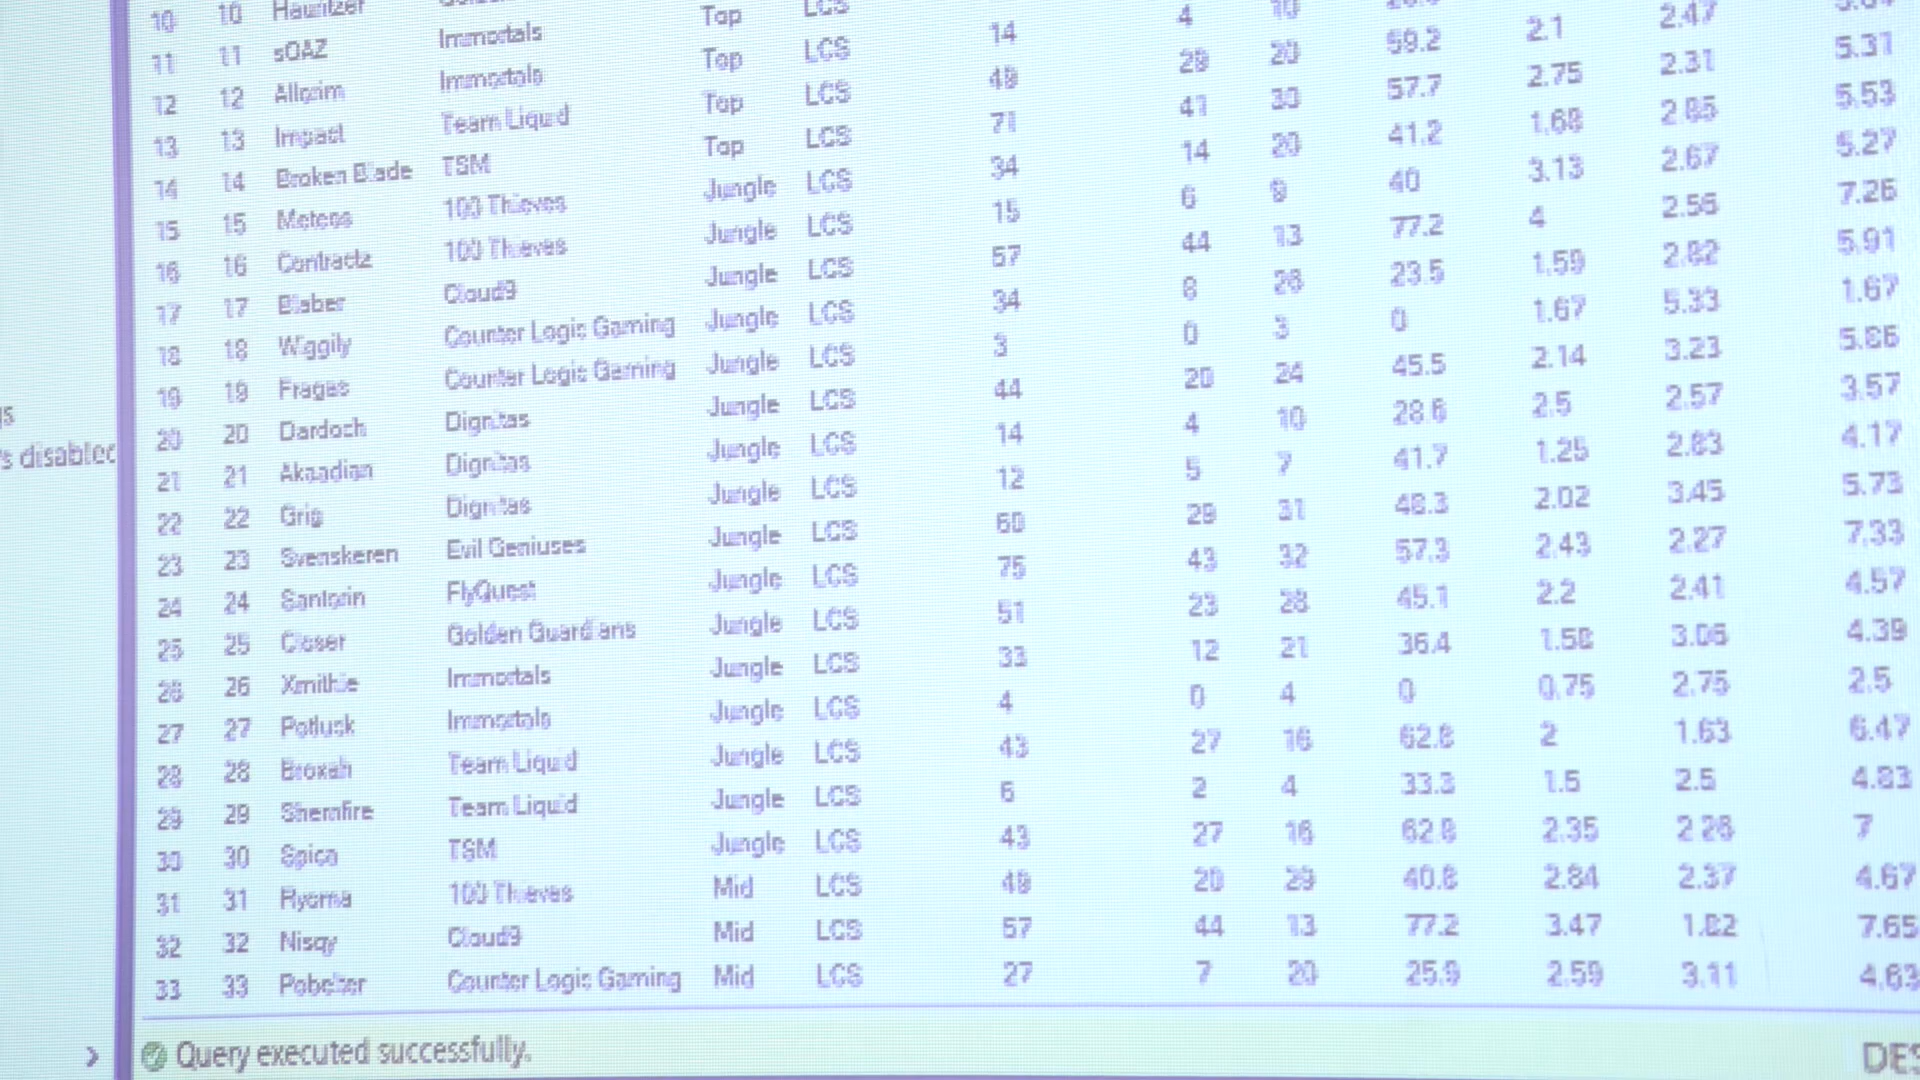 10 10 Hauntzer
11 11 sOAZ Immortals Top LCS
12 12 Allorim Immortals Top LCS 14 4 10
13 13 Impact Team Liquid Top LCS 49 29 20 59.2 2.1 2.47
14 14 Broken Blade TSM Top LCS 71 41 30 57.7 2.75 2.31 5.31
15 15 Meteos 100 Thieves Jungle LCS 34 14 20 41.2 1.68 2.85 5.53
16 16 Contractz 100 Thieves Jungle LCS 15 6 9 40 3.13 2.67 5.27
17 17 Blaber Cloud9 Jungle LCS 57 44 13 77.2 4 2.56 7.26
18 18 Wiggily Counter Logic Gaming Jungle LCS 34 8 26 23.5 1.59 2.82 5.91
19 19 Fragas Counter Logic Gaming Jungle LCS 3 0 3 0 1.67 5.33 1.67
20 20 Dardoch Dignitas Jungle LCS 44 20 24 45.5 2.14 3.23 5.86
21 21 Akaadian Dignitas Jungle LCS 14 4 10 28.6 2.5 2.57 3.57
22 22 Grig Dignitas Jungle LCS 12 5 7 41.7 1.25 2.83 4.17
23 23 Svenskeren Evil Geniuses Jungle LCS 60 29 31 48.3 2.02 3.45 5.73
24 24 Santorin FlyQuest Jungle LCS 75 43 32 57.3 2.43 2.27 7.33
25 25 Closer Golden Guardians Jungle LCS 51 23 28 45.1 2.2 2.41 4.57
26 26 Xmithie Immortals Jungle LCS 33 12 21 36.4 1.58 3.06 4.39
27 27 Potluck Immortals Jungle LCS 4 0 4 0 0.75 2.75 2.5
28 28 Broxah Team Liquid Jungle LCS 43 27 16 62.8 2 1.63 6.47
29 29 Shernfire Team Liquid Jungle LCS 6 2 4 33.3 1.5 2.5 4.83
30 30 Spica TSM Jungle LCS 43 27 16 62.8 2.35 2.28 7
31 31 Ryoma 100 Thieves Mid LCS 49 20 29 40.8 2.84 2.37 4.67
32 32 Nisqy Cloud9 Mid LCS 57 44 13 77.2 3.47 1.82 7.65
33 33 Pobelter Counter Logic Gaming Mid LCS 27 7 20 25.9 2.59 3.11 4.63
s disabled
Query executed successfully.
DES